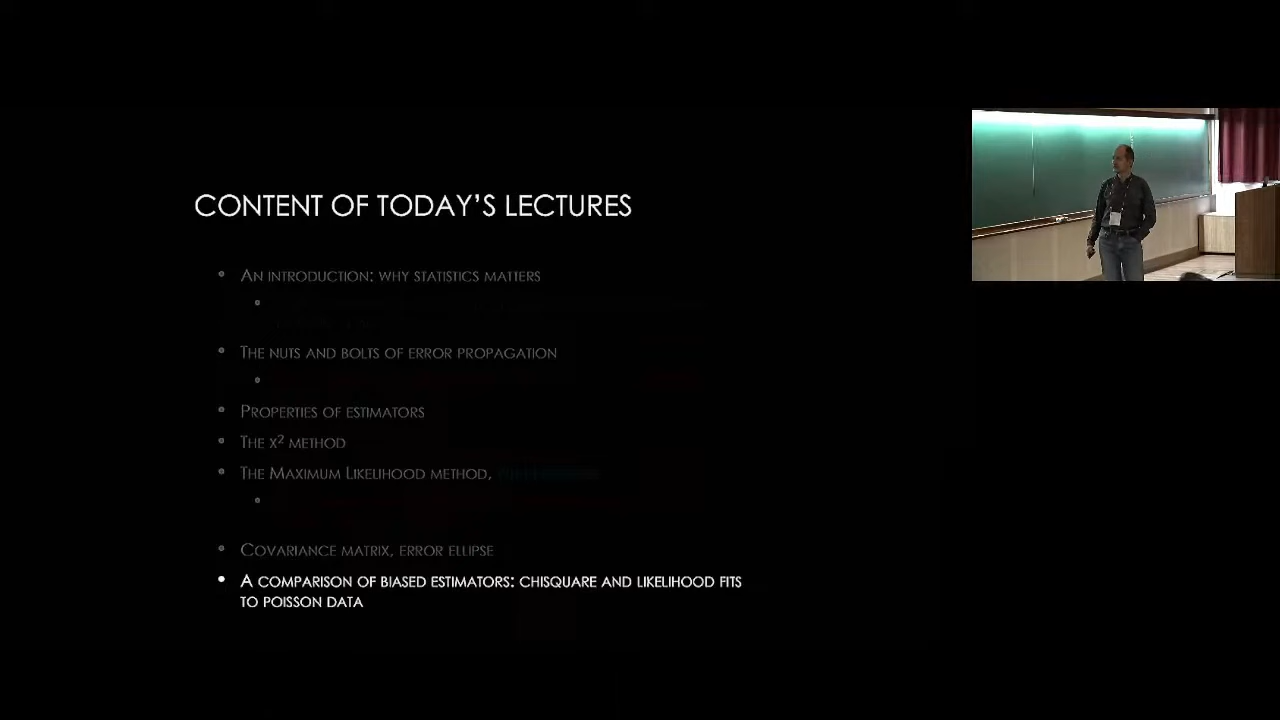 CONTENT OF TODAY'S LECTURES
• AN INTRODUCTION: WHY STATISTICS MATTERS
• THE NUTS AND BOLTS OF ERROR PROPAGATION
• PROPERTIES OF ESTIMATORS
• THE X² METHOD
• THE MAXIMUM LIKELIHOOD METHOD,
• COVARIANCE MATRIX, ERROR ELLIPSE
• A COMPARISON OF BIASED ESTIMATORS: CHISQUARE AND LIKELIHOOD FITS
TO POISSON DATA